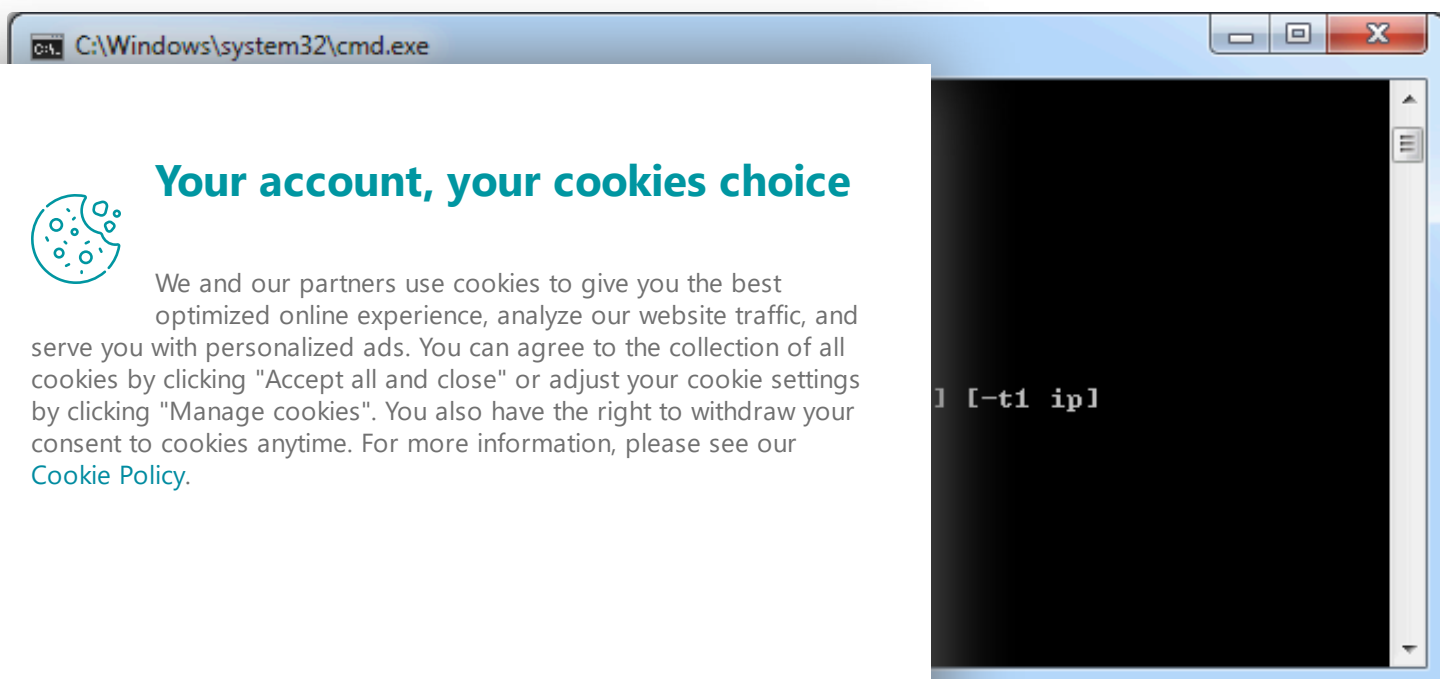 C:\Windows\system32\cmd.exe
Your account, your cookies choice
We and our partners use cookies to give you the best
optimized online experience, analyze our website traffic, and
serve you with personalized ads. You can agree to the collection of all
cookies by clicking "Accept all and close" or adjust your cookie settings
by clicking "Manage cookies". You also have the right to withdraw your
consent to cookies anytime. For more information, please see our
Cookie Policy.
] [-t1 ip]